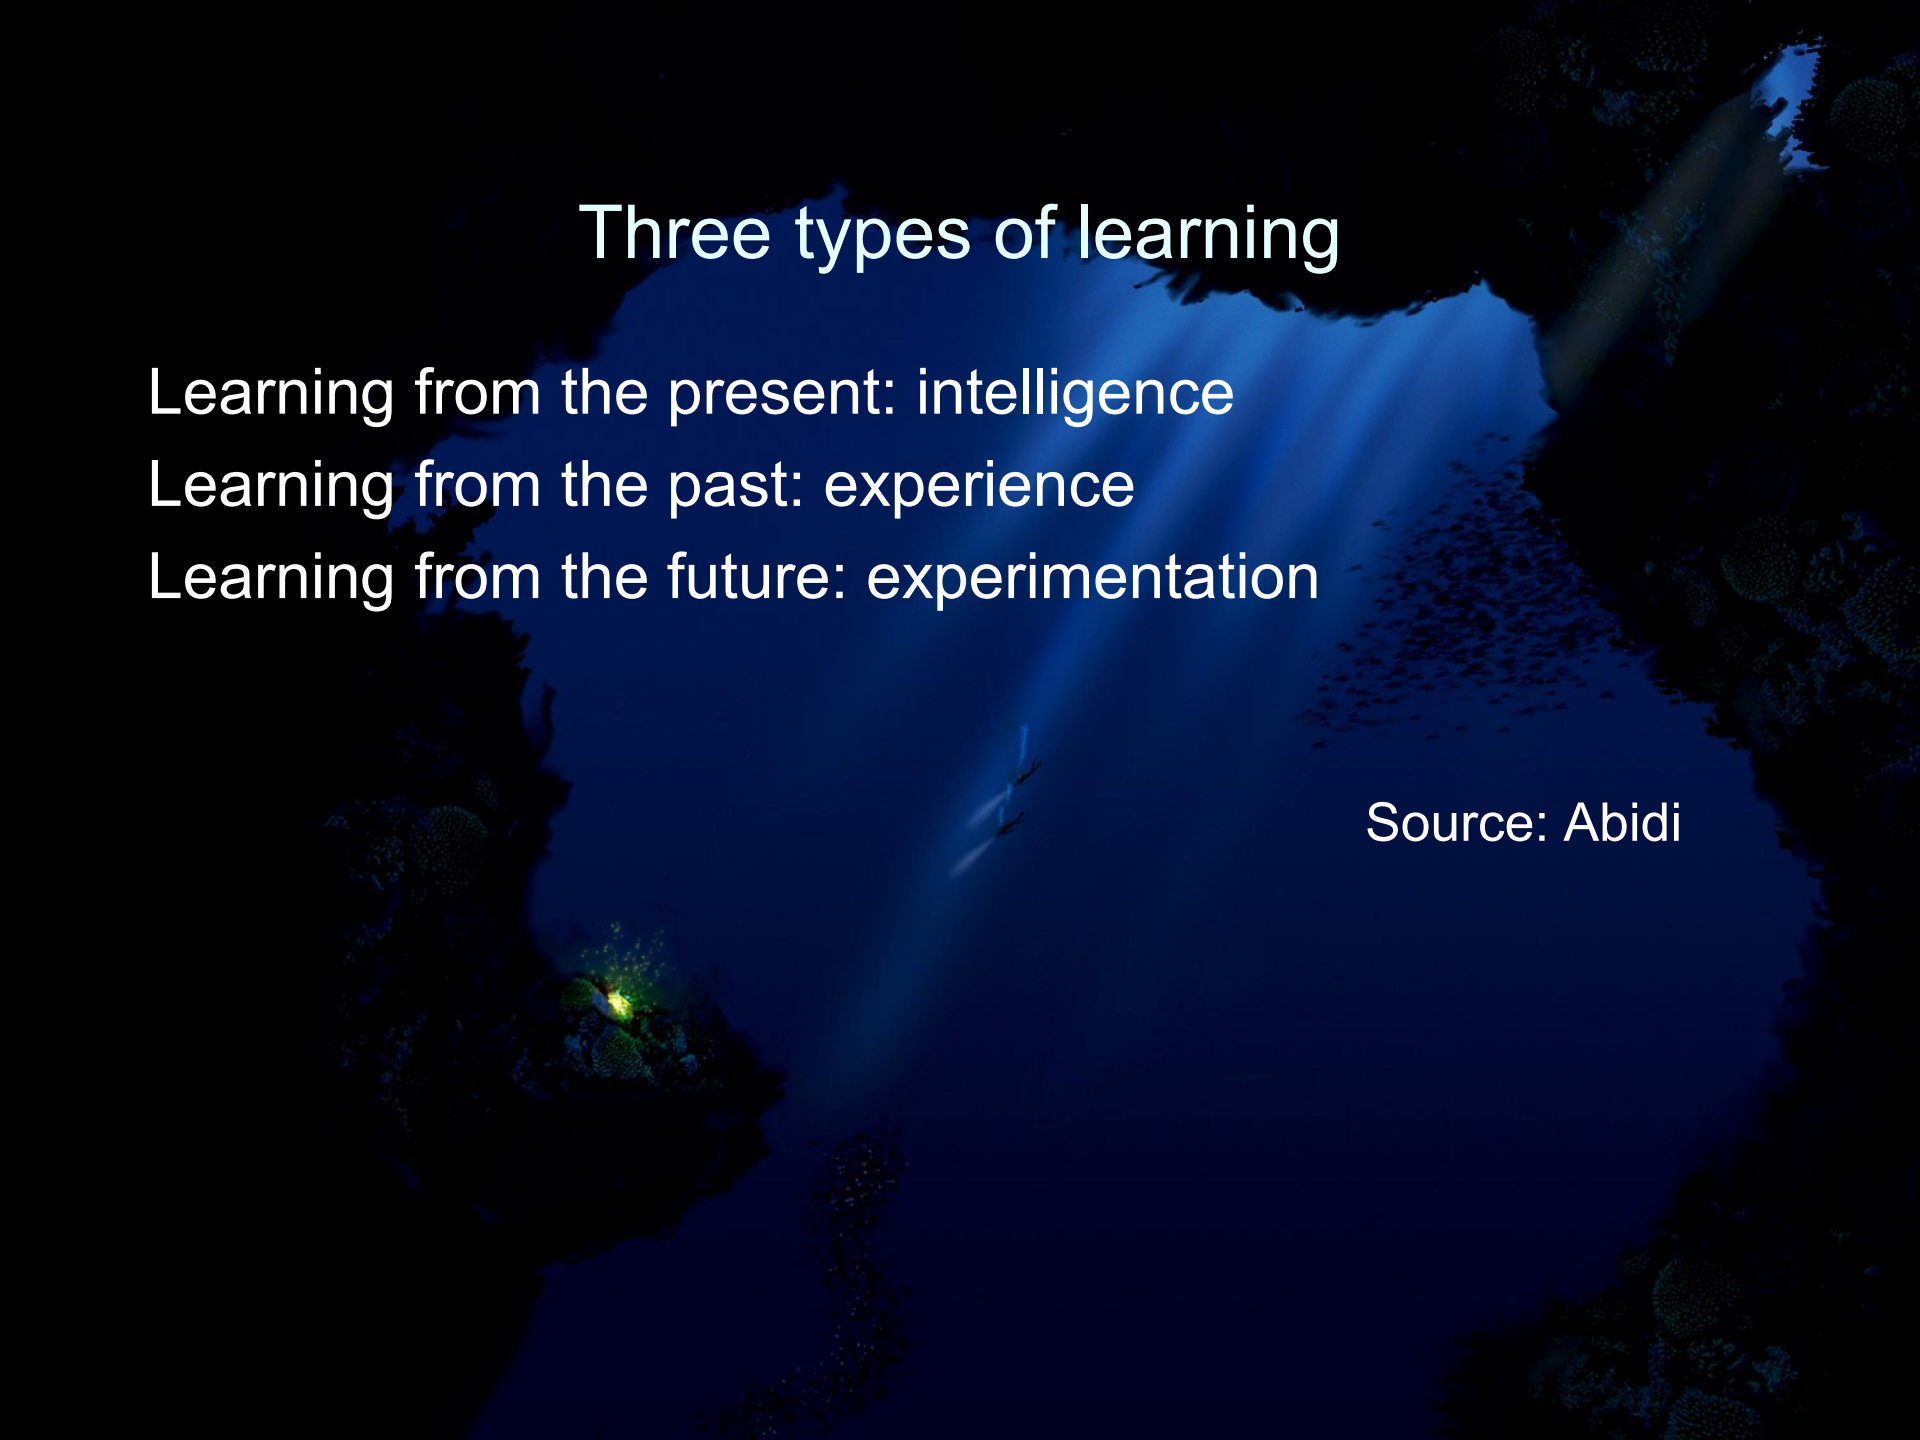 Three types of learning
Learning from the present: intelligence
Learning from the past: experience
Learning from the future: experimentation
Source: Abidi